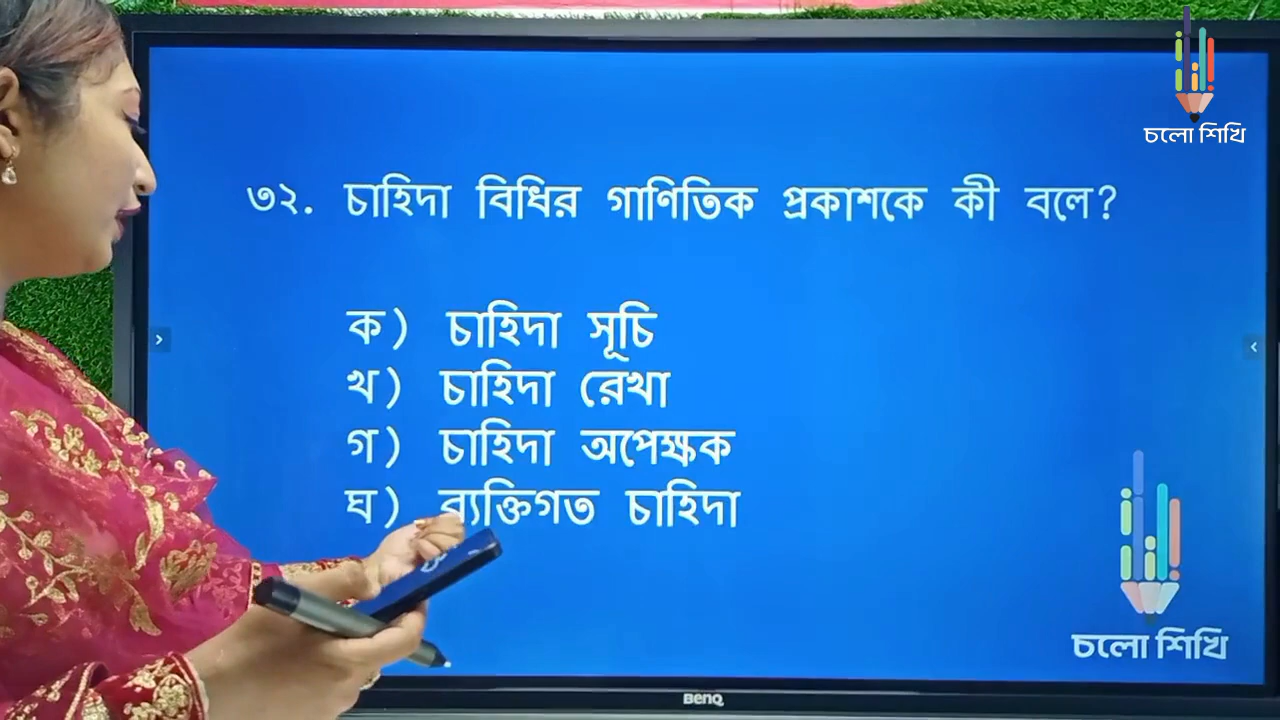 চলো শিখি
৩২. চাহিদা বিধির গাণিতিক প্রকাশকে কী বলে?
ক) চাহিদা সূচি
খ) চাহিদা রেখা
গ) চাহিদা অপেক্ষক
ঘ) ব্যক্তিগত চাহিদা
চলো শিখি
BenQ